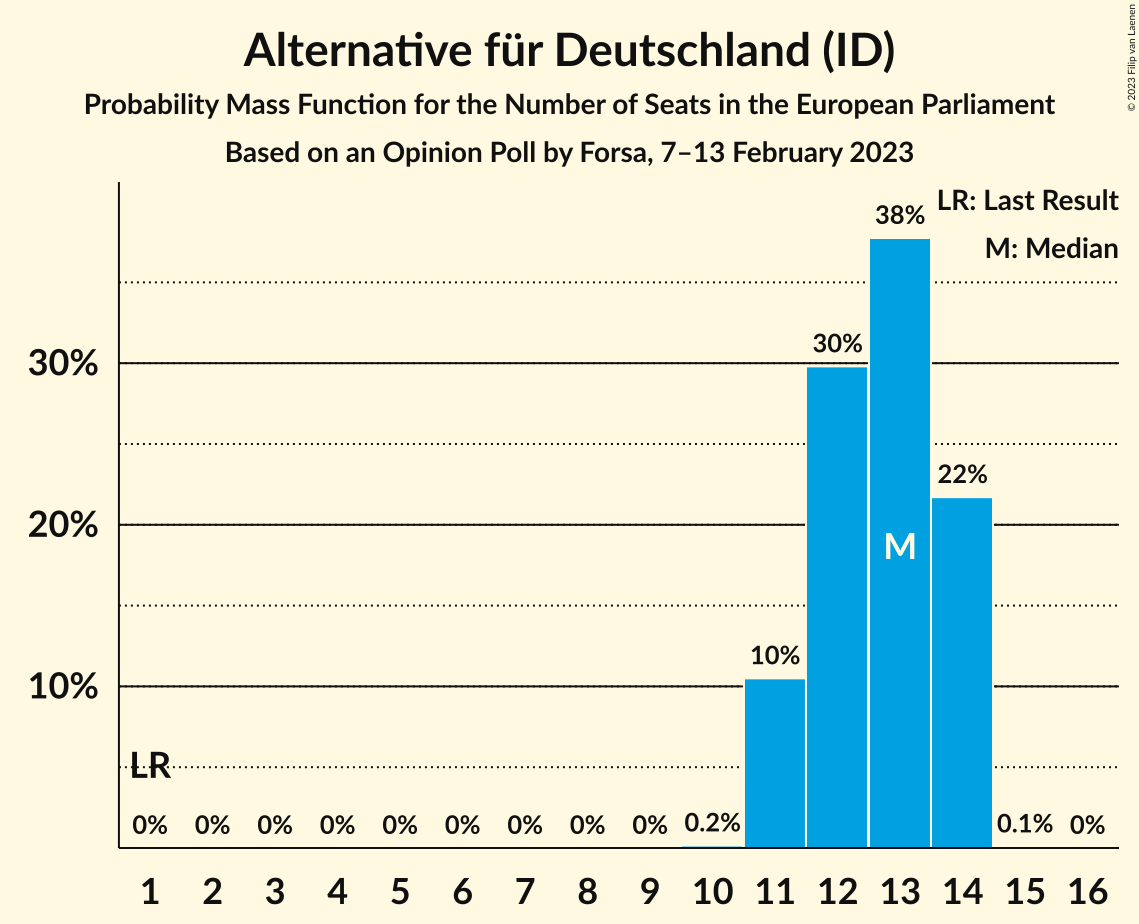 Alternative für Deutschland (ID)
Probability Mass Function for the Number of Seats in the European Parliament
Based on an Opinion Poll by Forsa, 7–13 February 2023
© 2023 Filip van Laenen
LR: Last Result
M: Median
38%
30%
30%
22%
20%
M
10%
10%
LR
0% 0% 0% 0% 0% 0% 0% 0% 0% 0.2% 0.1% 0%
1 2 3 4 5 6 7 8 9 10 11 12 13 14 15 16